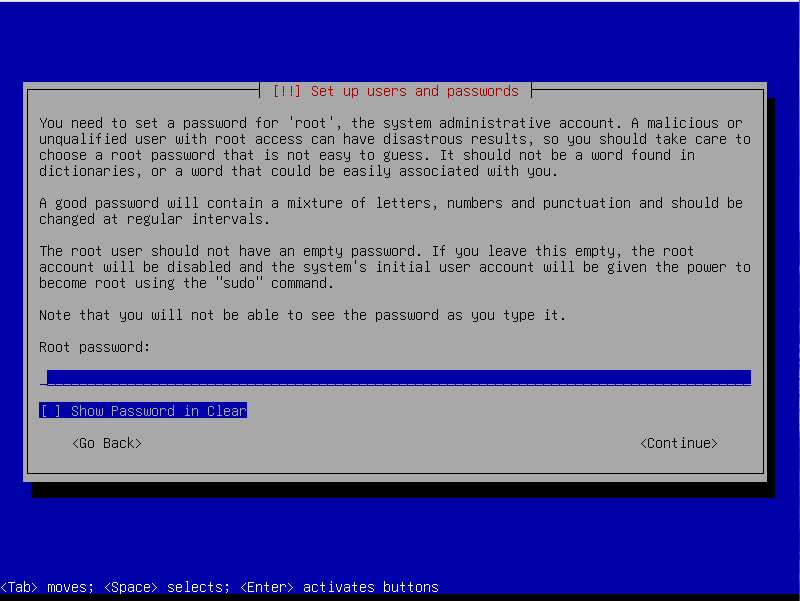 [!!] Set up users and passwords
You need to set a password for 'root', the system administrative account. A malicious or
unqualified user with root access can have disastrous results, so you should take care to
choose a root password that is not easy to guess. It should not be a word found in
dictionaries, or a word that could be easily associated with you.
A good password will contain a mixture of letters, numbers and punctuation and should be
changed at regular intervals.
The root user should not have an empty password. If you leave this empty, the root
account will be disabled and the system's initial user account will be given the power to
become root using the "sudo" command.
Note that you will not be able to see the password as you type it.
Root password:
[ ] Show Password in Clear
<Go Back> <Continue>
<Tab> moves; <Space> selects; <Enter> activates buttons